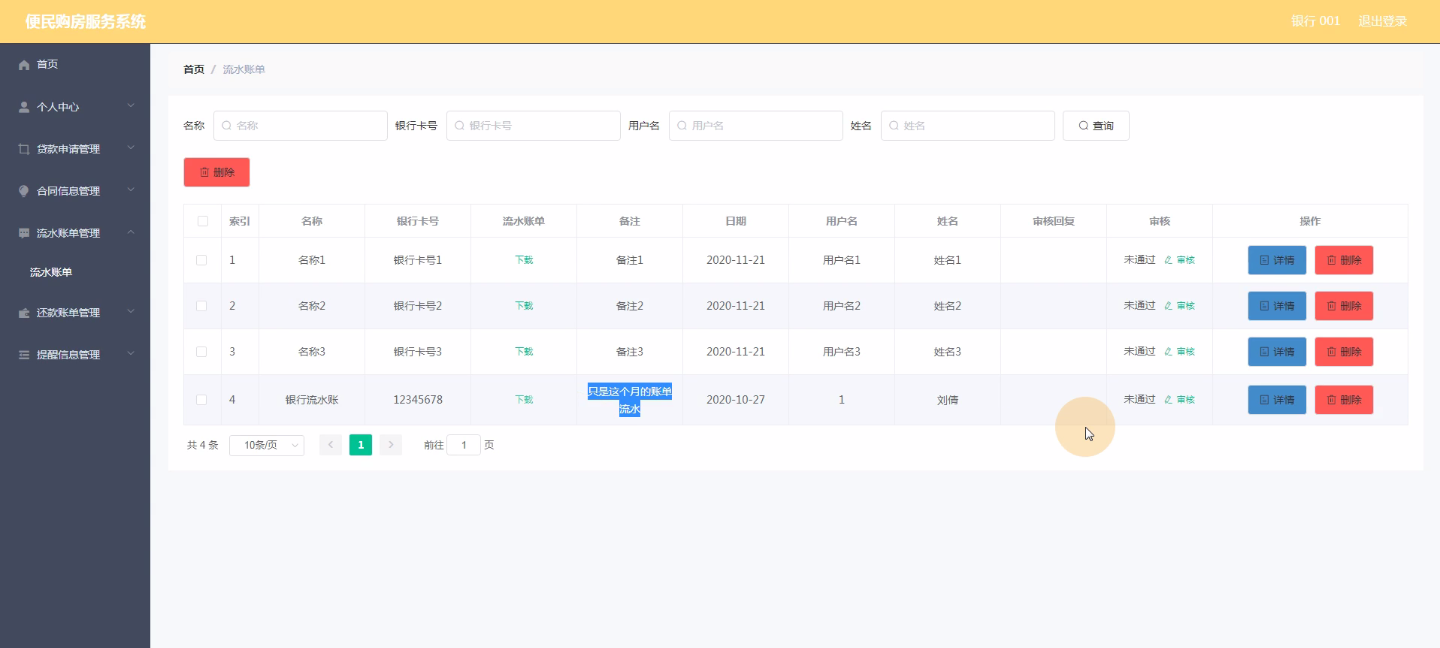 便民购房服务系统
银行 001 退出登录
首页
个人中心
贷款申请管理
合同信息管理
流水账单管理
流水账单
还款账单管理
提醒信息管理
首页 / 流水账单
名称 名称 银行卡号 银行卡号 用户名 用户名 姓名 姓名 查询
删除
索引 名称 银行卡号 流水账单 备注 日期 用户名 姓名 审核回复 审核 操作
1 名称1 银行卡号1 下载 备注1 2020-11-21 用户名1 姓名1 未通过 审核 详情 删除
2 名称2 银行卡号2 下载 备注2 2020-11-21 用户名2 姓名2 未通过 审核 详情 删除
3 名称3 银行卡号3 下载 备注3 2020-11-21 用户名3 姓名3 未通过 审核 详情 删除
4 银行流水账 12345678 下载 只是这个月的账单
流水 2020-10-27 1 刘倩 未通过 审核 详情 删除
共 4 条 10条/页 < 1 > 前往 1 页